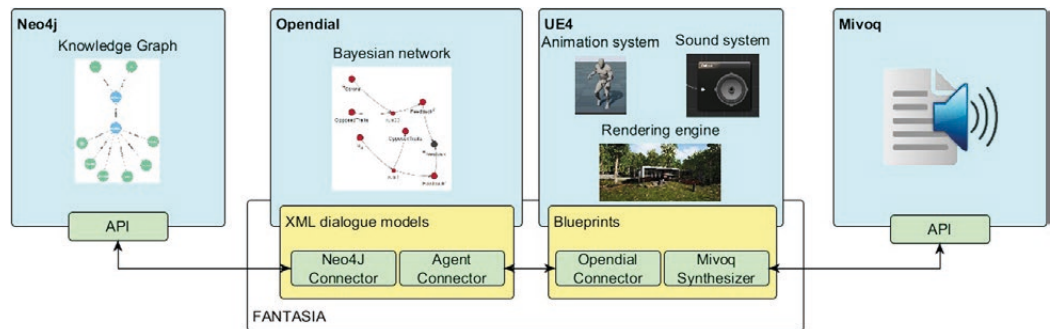 Neo4j
Knowledge Graph
API
Opendial
Bayesian network
XML dialogue models
Neo4J
Connector
Agent
Connector
UE4
Animation system
Sound system
Rendering engine
Blueprints
Opendial
Connector
Mivoq
Synthesizer
Mivoq
API
FANTASIA